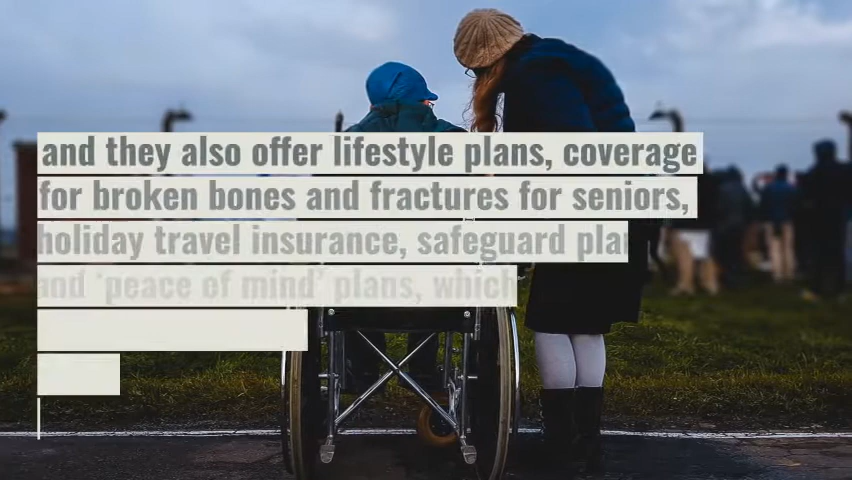 and they also offer lifestyle plans, coverage
for broken bones and fractures for seniors,
holiday travel insurance, safeguard pla
and 'peace of mind' plans, which